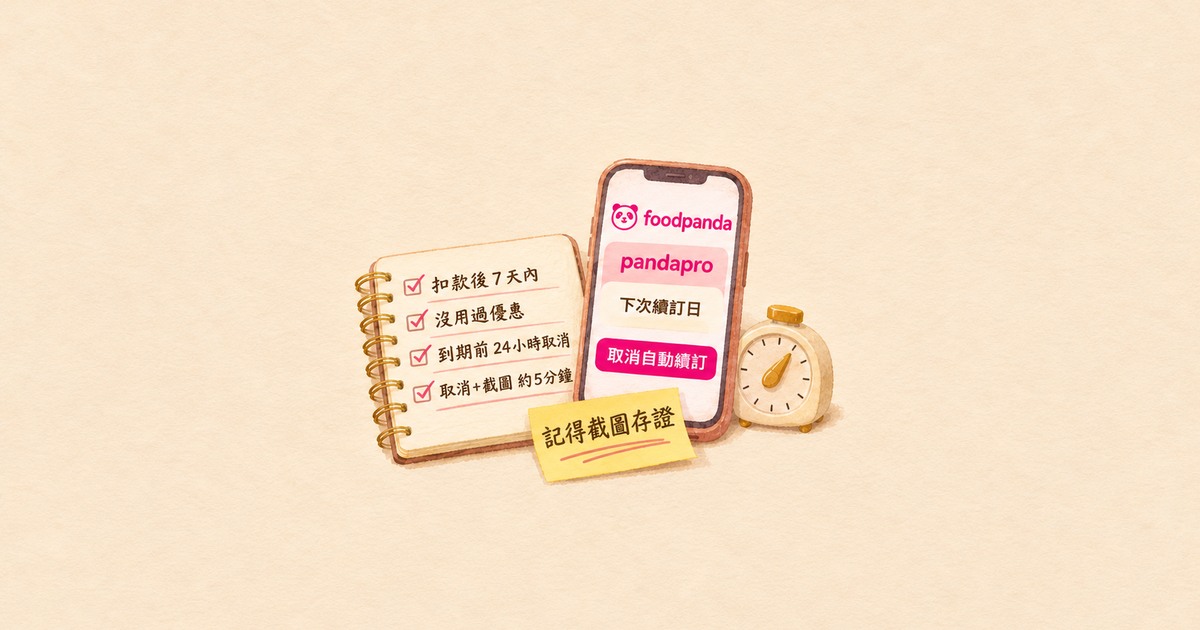 扣款後7天內
沒用過優惠
到期前24小時取消
取消+截圖 約5分鐘
foodpanda
pandapro
下次續訂日
取消自動續訂
記得截圖存證